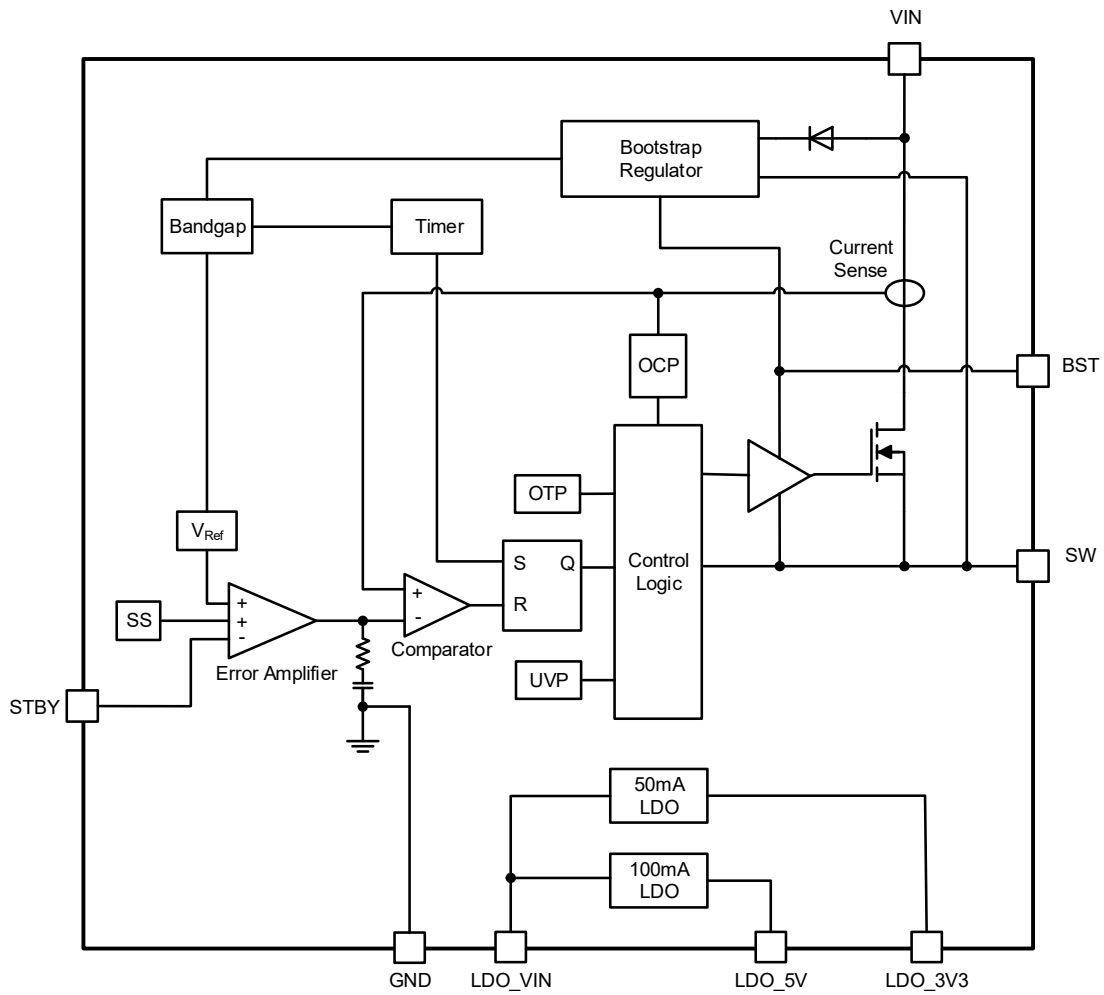 VIN
Bootstrap
Regulator
Bandgap
Timer
Current
Sense
OCP
BST
OTP
VRef
S
Q
R
Control
Logic
SW
+
+
-
SS
+
-
Error Amplifier
Comparator
UVP
STBY
50mA
LDO
100mA
LDO
GND
LDO_VIN
LDO_5V
LDO_3V3